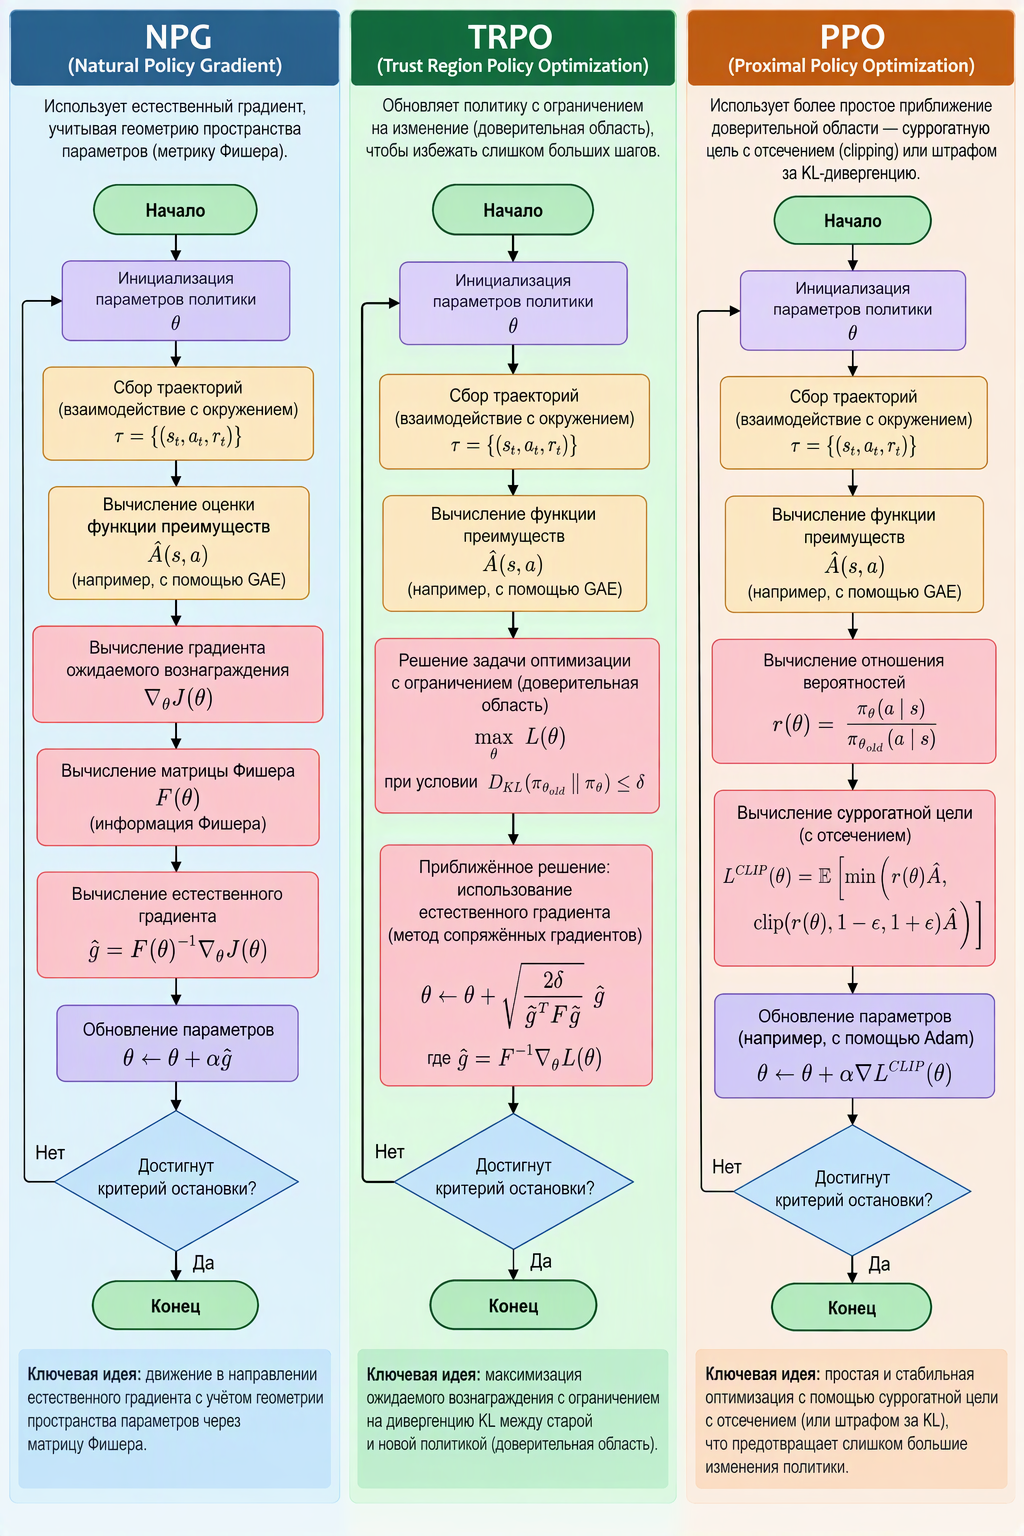 NPG
(Natural Policy Gradient)
Использует естественный градиент,
учитывая геометрию пространства
параметров (метрику Фишера).
Начало
Инициализация
параметров политики
θ
Сбор траекторий
(взаимодействие с окружением)
τ = {(s_t, a_t, r_t)}
Вычисление оценки
функции преимуществ
Â(s, a)
(например, с помощью GAE)
Вычисление градиента
ожидаемого вознаграждения
∇_θ J(θ)
Вычисление матрицы Фишера
F(θ)
(информация Фишера)
Вычисление естественного
градиента
ĝ = F(θ)⁻¹∇_θ J(θ)
Обновление параметров
θ ← θ + αĝ
Достигнут
критерий остановки?
Нет
Да
Конец
Ключевая идея: движение в направлении
естественного градиента с учётом геометрии
пространства параметров через
матрицу Фишера.
TRPO
(Trust Region Policy Optimization)
Обновляет политику с ограничением
на изменение (доверительная область),
чтобы избежать слишком больших шагов.
Начало
Инициализация
параметров политики
θ
Сбор траекторий
(взаимодействие с окружением)
τ = {(s_t, a_t, r_t)}
Вычисление функции
преимуществ
Â(s, a)
(например, с помощью GAE)
Решение задачи оптимизации
с ограничением (доверительная
область)
max_θ L(θ)
при условии D_KL(π_θ_old ∥ π_θ) ≤ δ
Приближённое решение:
использование
естественного градиента
(метод сопряжённых градиентов)
θ ← θ + √(2δ / (g̃ᵀFg̃)) ĝ
где ĝ = F⁻¹∇_θ L(θ)
Достигнут
критерий остановки?
Нет
Да
Конец
Ключевая идея: максимизация
ожидаемого вознаграждения с ограничением
на дивергенцию KL между старой
и новой политикой (доверительная область).
PPO
(Proximal Policy Optimization)
Использует более простое приближение
доверительной области — суррогатную
цель с отсечением (clipping) или штрафом
за KL-дивергенцию.
Начало
Инициализация
параметров политики
θ
Сбор траекторий
(взаимодействие с окружением)
τ = {(s_t, a_t, r_t)}
Вычисление функции
преимуществ
Â(s, a)
(например, с помощью GAE)
Вычисление отношения
вероятностей
r(θ) = π_θ(a | s) / π_θ_old(a | s)
Вычисление суррогатной цели
(с отсечением)
L^CLIP(θ) = 𝔼[min(r(θ)Â,
clip(r(θ), 1 − ϵ, 1 + ϵ)Â)]
Обновление параметров
(например, с помощью Adam)
θ ← θ + α∇L^CLIP(θ)
Достигнут
критерий остановки?
Нет
Да
Конец
Ключевая идея: простая и стабильная
оптимизация с помощью суррогатной цели
с отсечением (или штрафом за KL),
что предотвращает слишком большие
изменения политики.